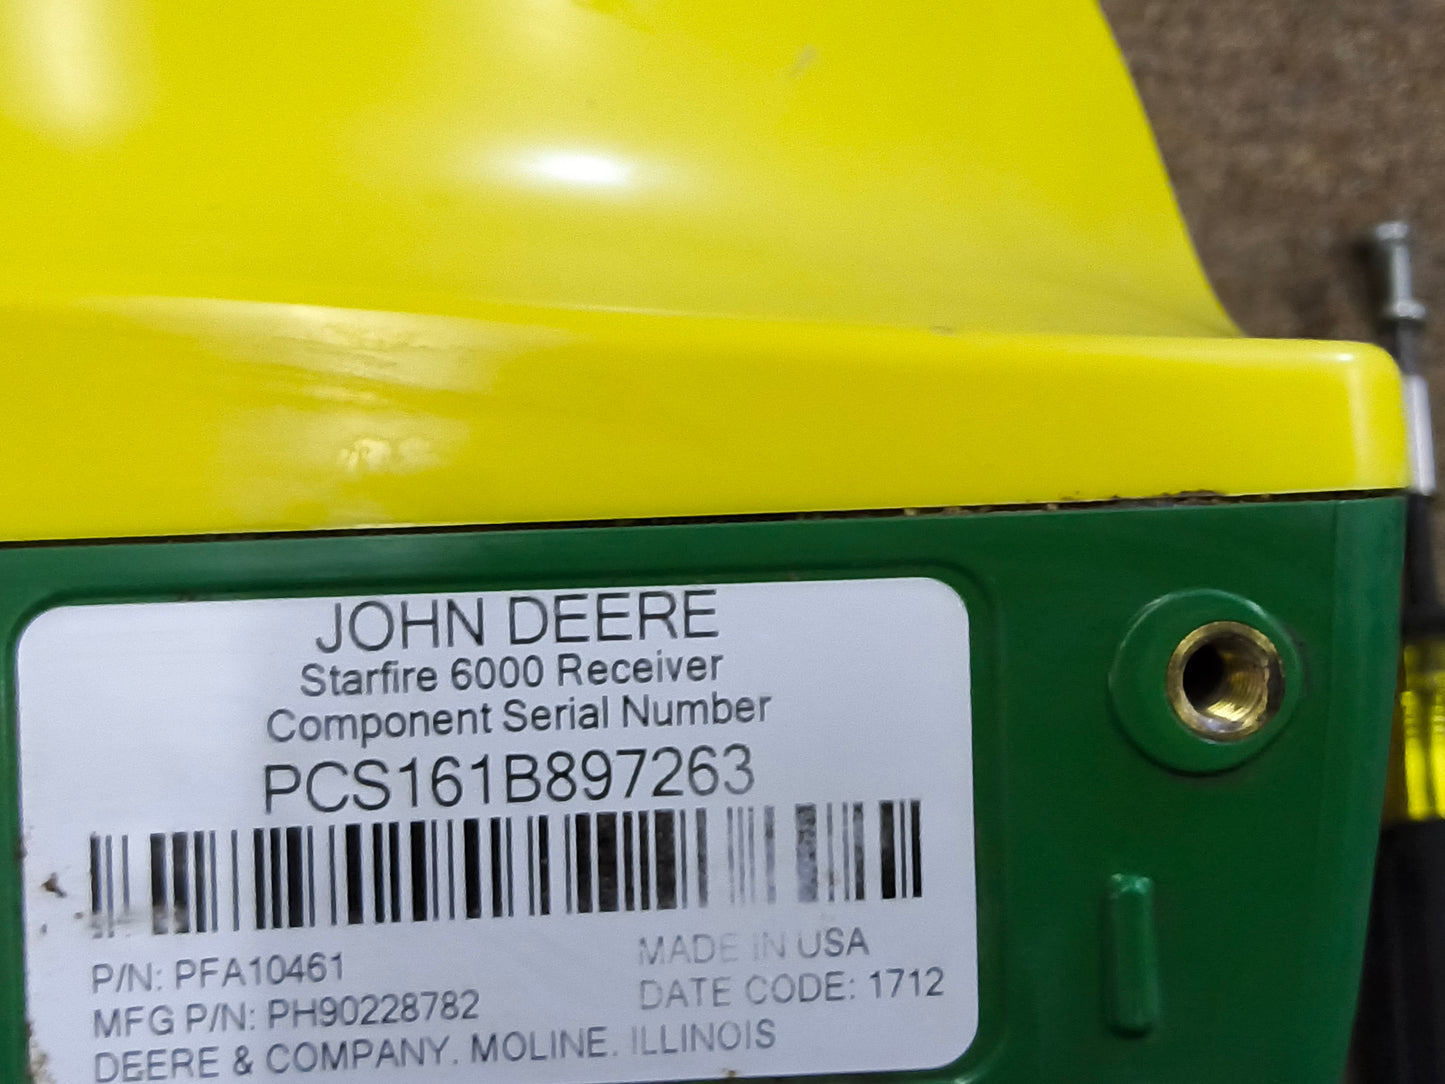 JOHN DEERE
Starfire 6000 Receiver
Component Serial Number
PCS161B897263
P/N: PFA10461
MADE IN USA
MFG P/N: PH90228782
DATE CODE: 1712
DEERE & COMPANY. MOLINE. ILLINOIS